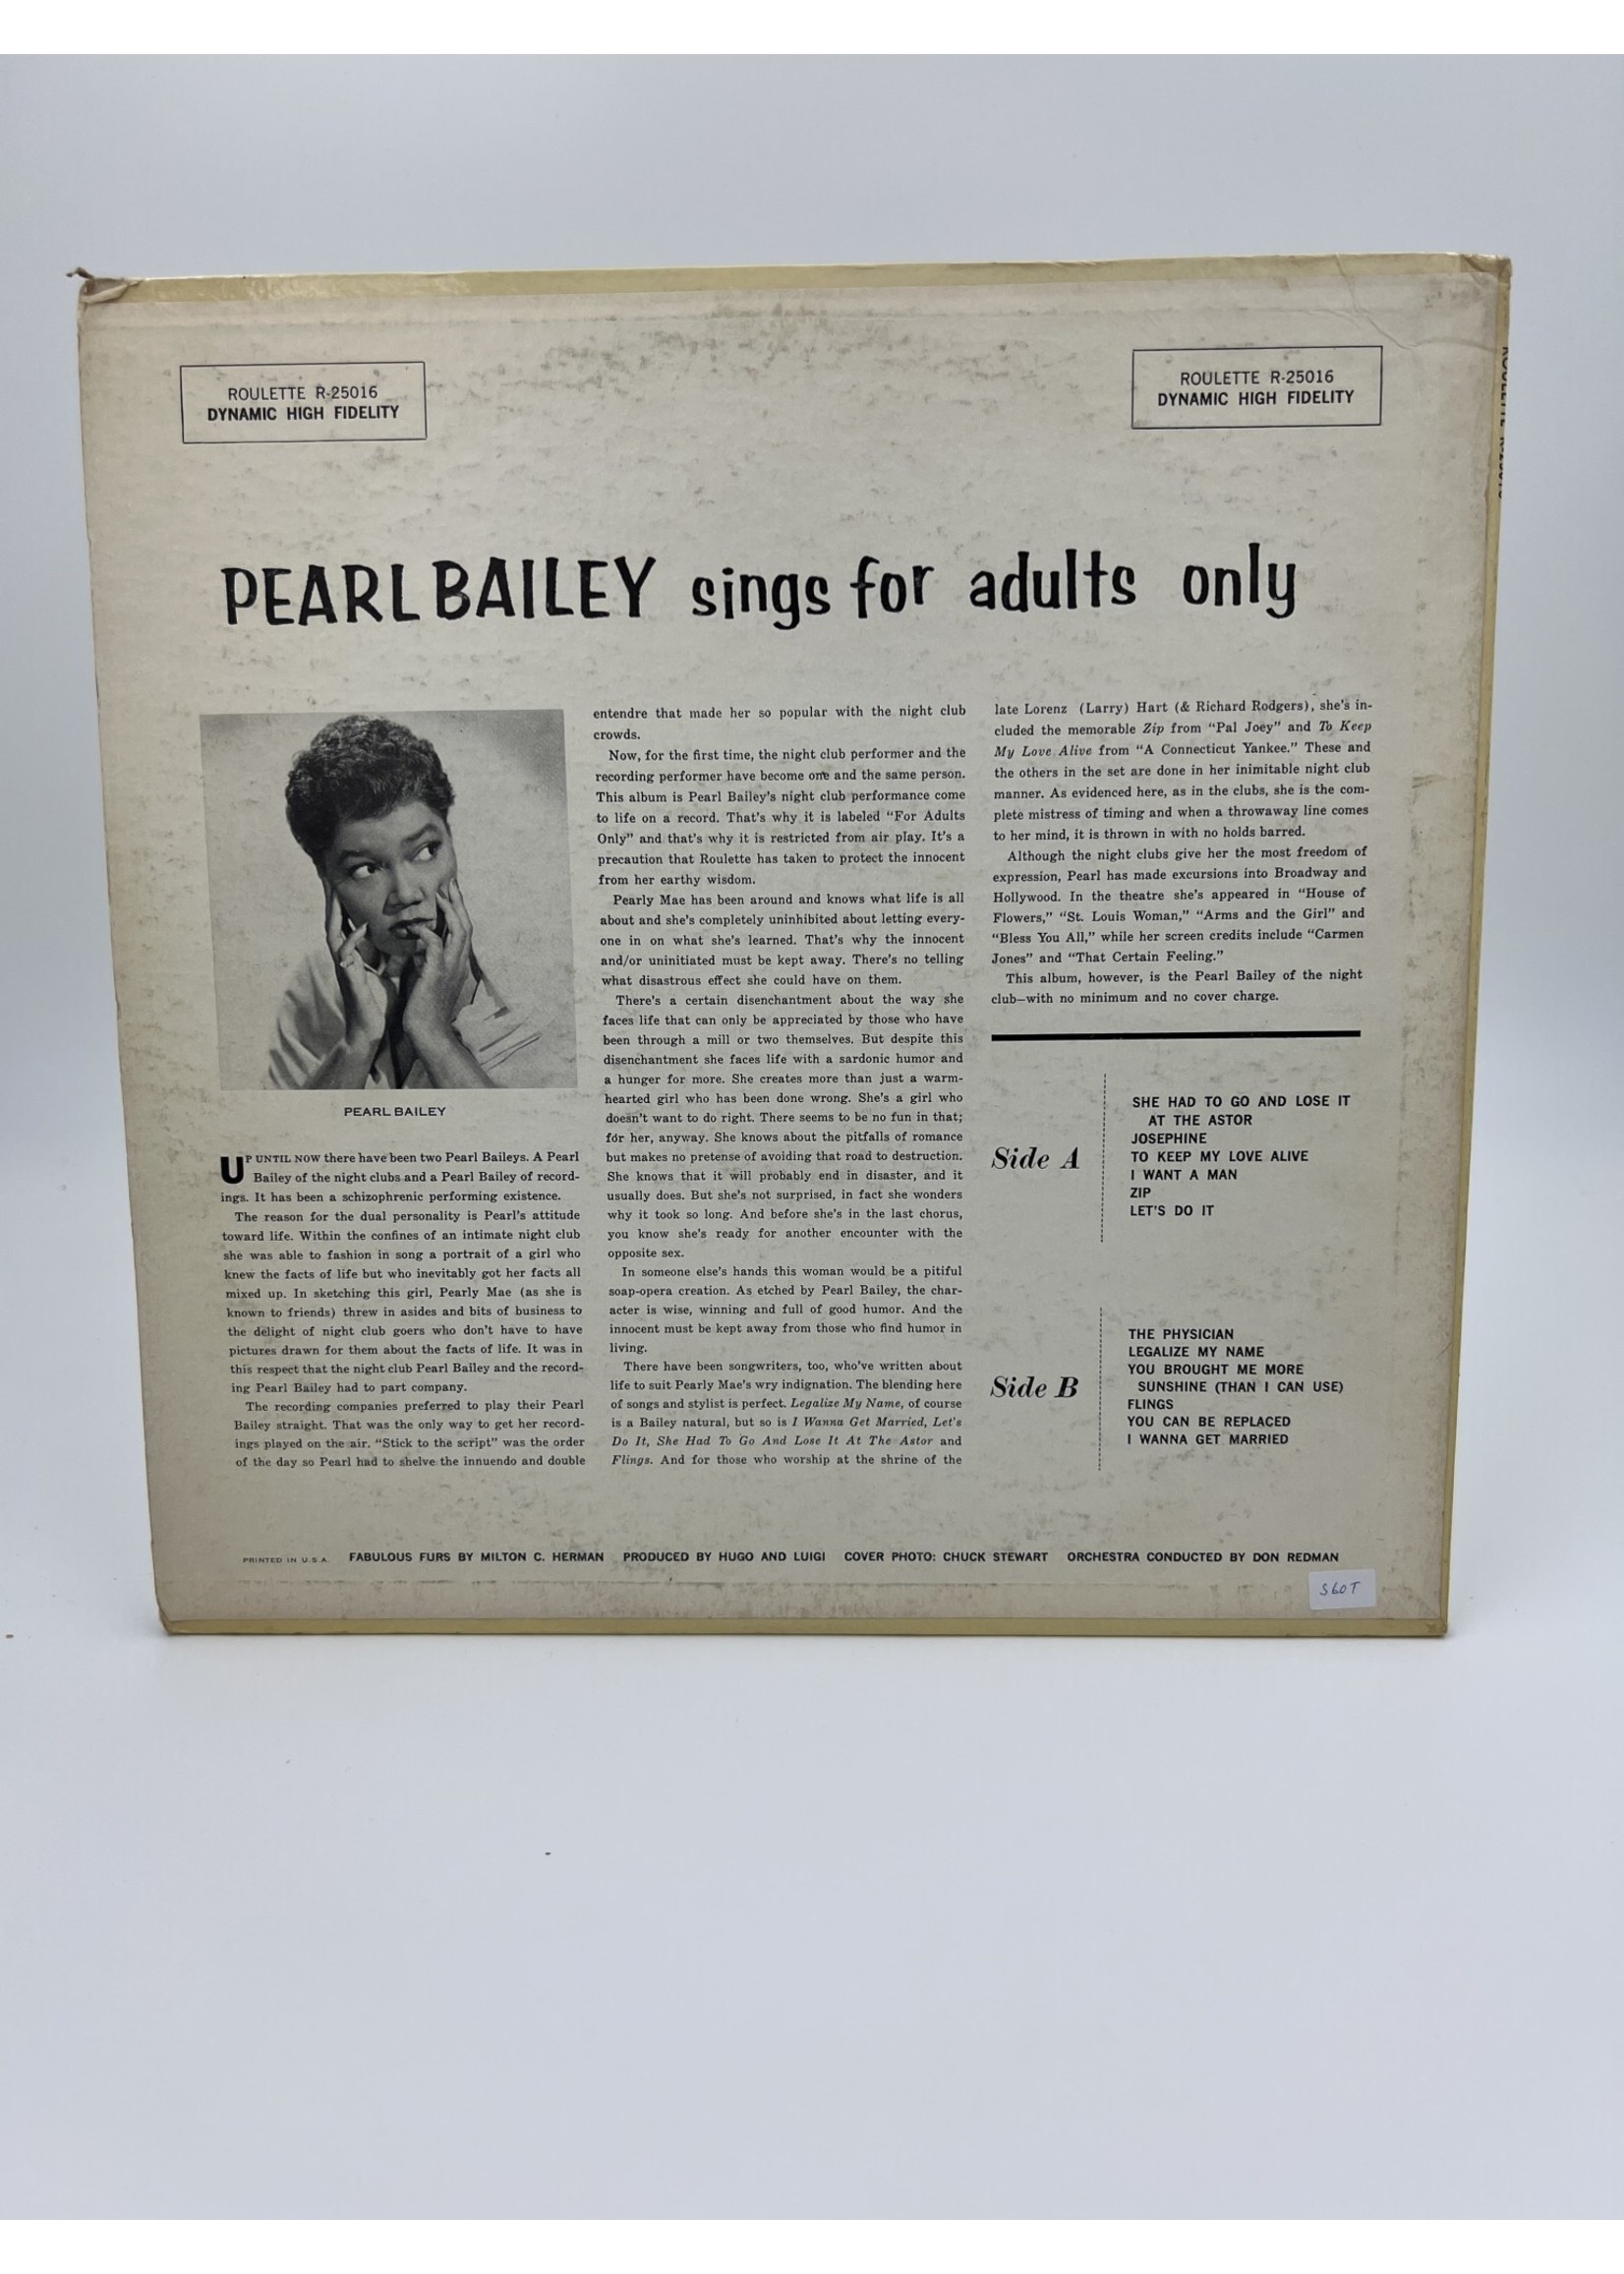 ROULETTE R-25016
DYNAMIC HIGH FIDELITY
ROULETTE R-25016
DYNAMIC HIGH FIDELITY
PEARL BAILEY sings for adults only
PEARL BAILEY
UP UNTIL NOW there have been two Pearl Baileys. A Pearl
Bailey of the night clubs and a Pearl Bailey of record-
ings. It has been a schizophrenic performing existence.
The reason for the dual personality is Pearl's attitude
toward life. Within the confines of an intimate night club
she was able to fashion in song a portrait of a girl who
knew the facts of life but who inevitably got her facts all
mixed up. In sketching this girl, Pearly Mae (as she is
known to friends) threw in asides and bits of business to
the delight of night club goers who don't have to have
pictures drawn for them about the facts of life. It was in
this respect that the night club Pearl Bailey and the record-
ing Pearl Bailey had to part company.
The recording companies preferred to play their Pearl
Bailey straight. That was the only way to get her record-
ings played on the air. "Stick to the script" was the order
of the day so Pearl had to shelve the innuendo and double
entendre that made her so popular with the night club
crowds.
Now, for the first time, the night club performer and the
recording performer have become one and the same person.
This album is Pearl Bailey's night club performance come
to life on a record. That's why it is labeled "For Adults
Only" and that's why it is restricted from air play. It's a
precaution that Roulette has taken to protect the innocent
from her earthy wisdom.
Pearly Mae has been around and knows what life is all
about and she's completely uninhibited about letting every-
one in on what she's learned. That's why the innocent
and/or uninitiated must be kept away. There's no telling
what disastrous effect she could have on them.
There's a certain disenchantment about the way she
faces life that can only be appreciated by those who have
been through a mill or two themselves. But despite this
disenchantment she faces life with a sardonic humor and
a hunger for more. She creates more than just a warm-
hearted girl who has been done wrong. She's a girl who
doesn't want to do right. There seems to be no fun in that;
for her, anyway. She knows about the pitfalls of romance
but makes no pretense of avoiding that road to destruction.
She knows that it will probably end in disaster, and it
usually does. But she's not surprised, in fact she wonders
why it took so long. And before she's in the last chorus,
you know she's ready for another encounter with the
opposite sex.
In someone else's hands this woman would be a pitiful
soap-opera creation. As etched by Pearl Bailey, the char-
acter is wise, winning and full of good humor. And the
innocent must be kept away from those who find humor in
living.
There have been songwriters, too, who've written about
life to suit Pearly Mae's wry indignation. The blending here
of songs and stylist is perfect. Legalize My Name, of course
is a Bailey natural, but so is I Wanna Get Married, Let's
Do It, She Had To Go And Lose It At The Astor and
Flings. And for those who worship at the shrine of the
late Lorenz (Larry) Hart (& Richard Rodgers), she's in-
cluded the memorable Zip from "Pal Joey" and To Keep
My Love Alive from "A Connecticut Yankee." These and
the others in the set are done in her inimitable night club
manner. As evidenced here, as in the clubs, she is the com-
plete mistress of timing and when a throwaway line comes
to her mind, it is thrown in with no holds barred.
Although the night clubs give her the most freedom of
expression, Pearl has made excursions into Broadway and
Hollywood. In the theatre she's appeared in "House of
Flowers," "St. Louis Woman," "Arms and the Girl" and
"Bless You All," while her screen credits include "Carmen
Jones" and "That Certain Feeling."
This album, however, is the Pearl Bailey of the night
club—with no minimum and no cover charge.
Side A
SHE HAD TO GO AND LOSE IT
AT THE ASTOR
JOSEPHINE
TO KEEP MY LOVE ALIVE
I WANT A MAN
ZIP
LET'S DO IT
Side B
THE PHYSICIAN
LEGALIZE MY NAME
YOU BROUGHT ME MORE
SUNSHINE (THAN I CAN USE)
FLINGS
YOU CAN BE REPLACED
I WANNA GET MARRIED
PRINTED IN U.S.A. FABULOUS FURS BY MILTON C. HERMAN PRODUCED BY HUGO AND LUIGI COVER PHOTO: CHUCK STEWART ORCHESTRA CONDUCTED BY DON REDMAN
ROULETTE R-25016